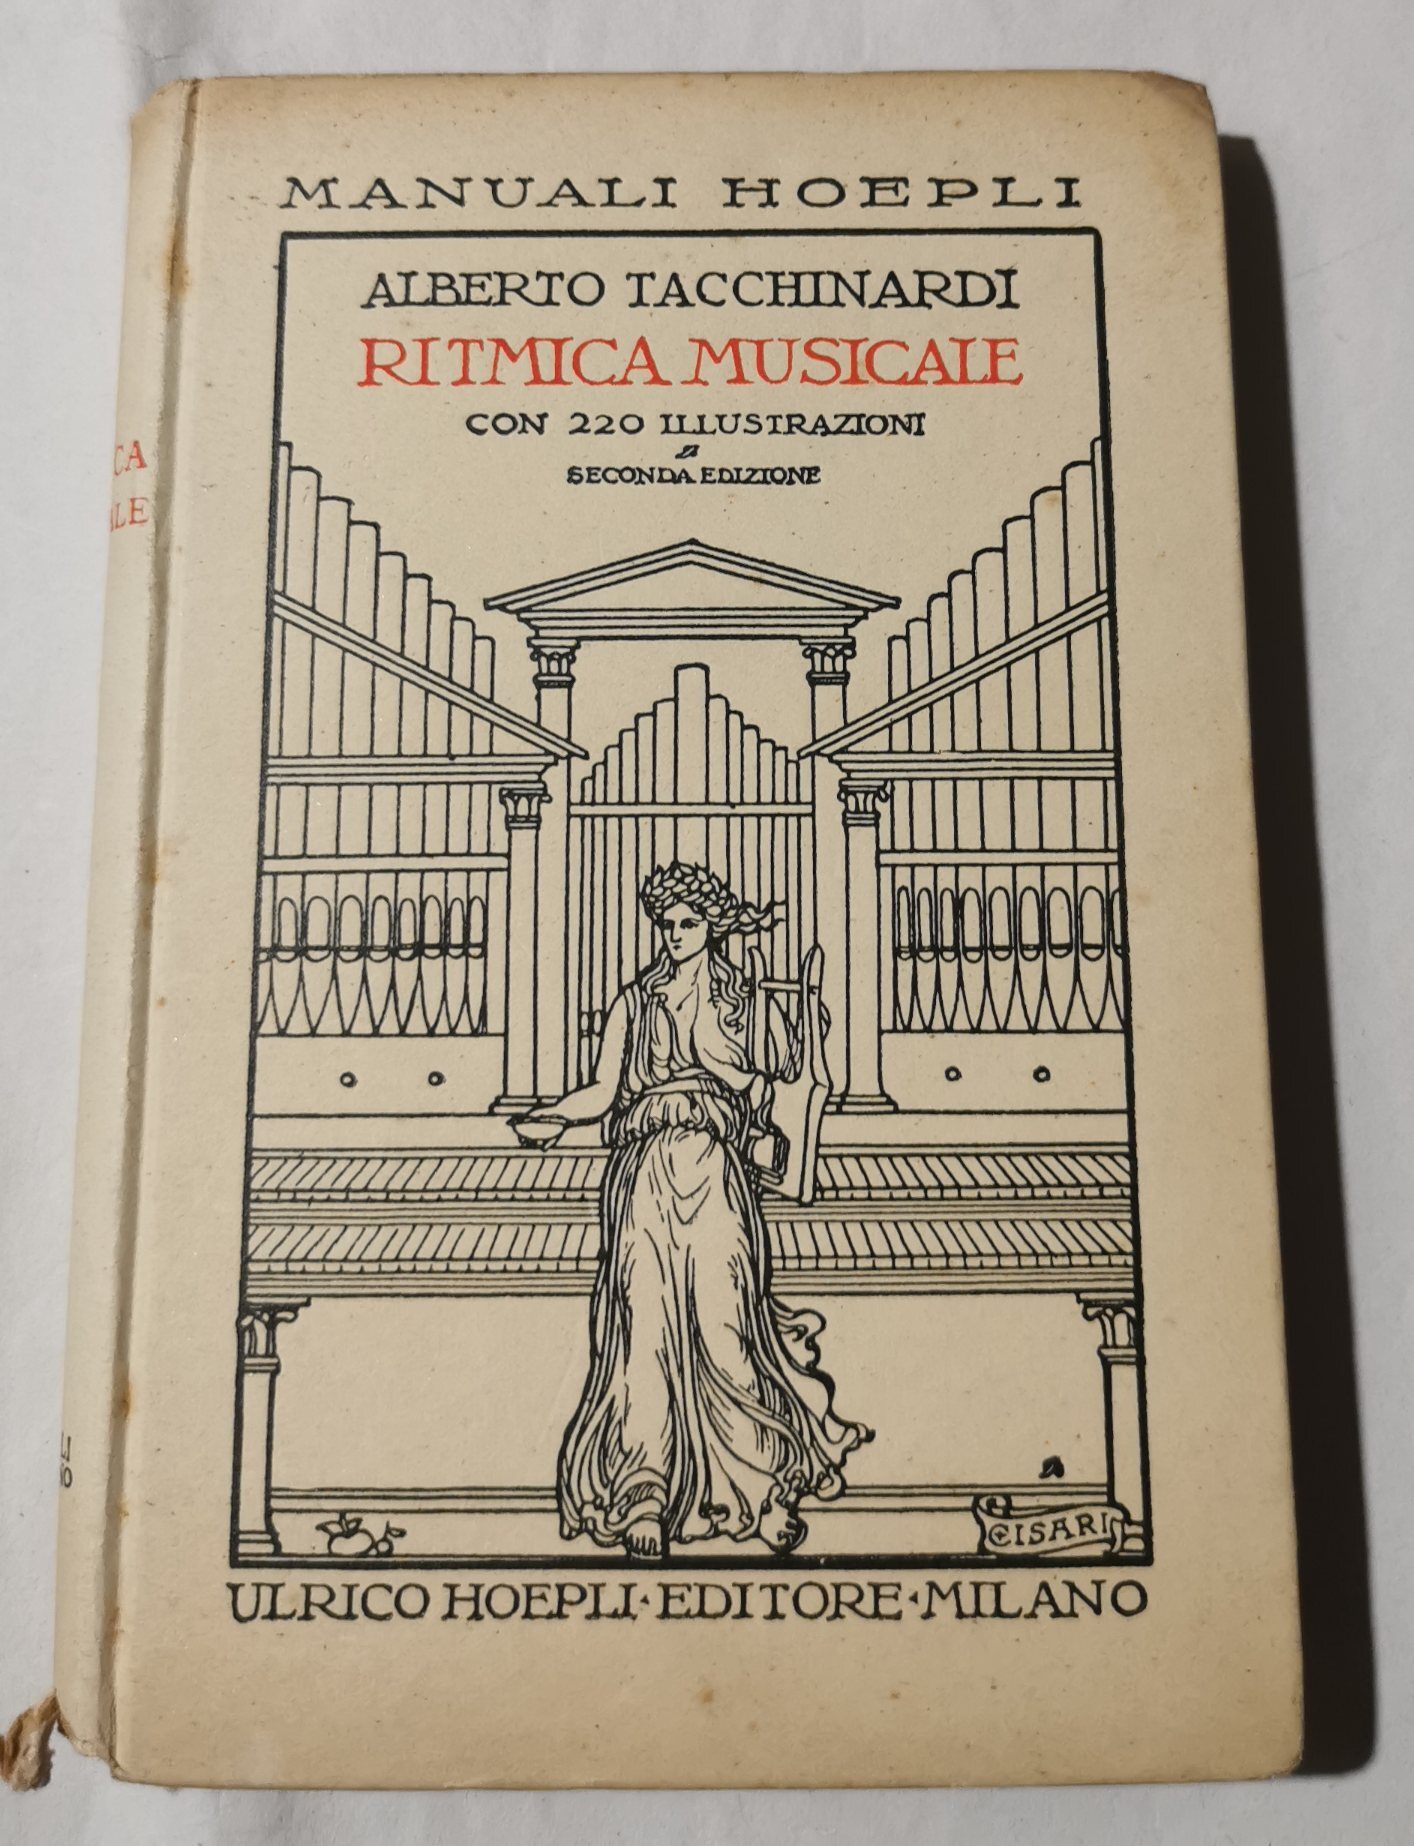 MANUALI HOEPLI
ALBERTO TACCHINARDI
RITMICA MUSICALE
CON 220 ILLUSTRAZIONI
SECONDA EDIZIONE
CISARI
ULRICO HOEPLI · EDITORE · MILANO